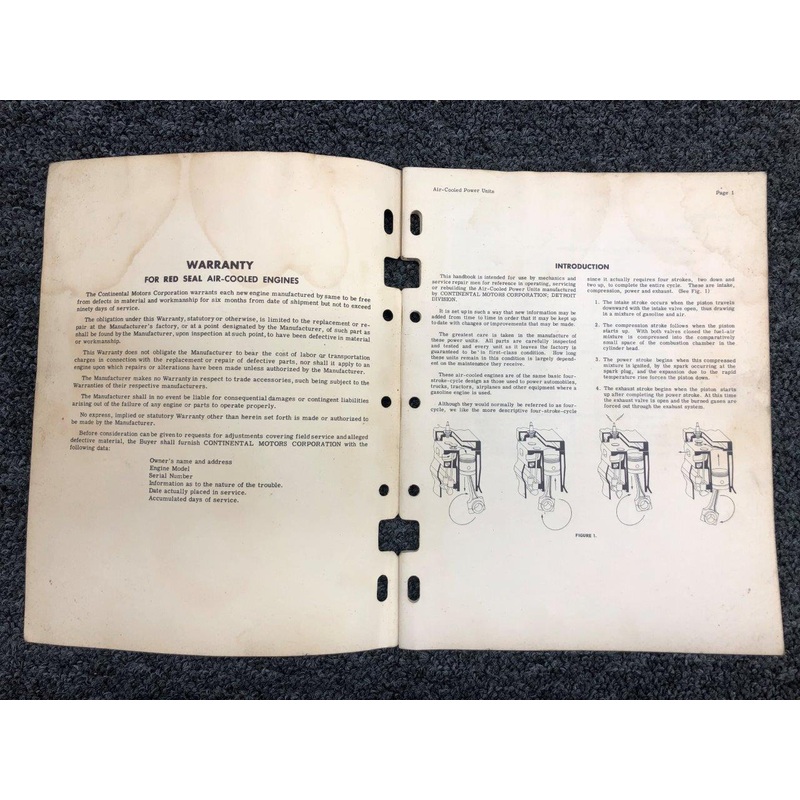 WARRANTY
FOR RED SEAL AIR-COOLED ENGINES
The Continental Motors Corporation warrants each new engine manufactured by same to be free
from defects in material and workmanship for six months from date of shipment but not to exceed
ninety days of service.
The obligation under this Warranty, statutory or otherwise, is limited to the replacement or re-
pair at the Manufacturer's factory, or at a point designated by the Manufacturer, of such part as
shall be found by the Manufacturer, upon inspection at such point, to have been defective in material
or workmanship.
This Warranty does not obligate the Manufacturer to bear the cost of labor or transportation
charges in connection with the replacement or repair of defective parts, nor shall it apply to an
engine upon which repairs or alterations have been made unless authorized by the Manufacturer.
The Manufacturer makes no Warranty in respect to trade accessories, such being subject to the
Warranties of their respective manufacturers.
The Manufacturer shall in no event be liable for consequential damages or contingent liabilities
arising out of the failure of any engine or parts to operate properly.
No express, implied or statutory Warranty other than herein set forth is made or authorized to
be made by the Manufacturer.
Before consideration can be given to requests for adjustments covering field service and alleged
defective material, the Buyer shall furnish CONTINENTAL MOTORS CORPORATION with the
following data:
Owner's name and address
Engine Model
Serial Number
Information as to the nature of the trouble.
Date actually placed in service.
Accumulated days of service.
Air-Cooled Power Units
Page 1
INTRODUCTION
This handbook is intended for use by mechanics and
service repair men for reference in operating, servicing
or rebuilding the Air-Cooled Power Units manufactured
by CONTINENTAL MOTORS CORPORATION, DETROIT
DIVISION.
It is set up in such a way that new information may be
added from time to time in order that it may be kept up
to date with changes or improvements that may be made.
The greatest care is taken in the manufacture of
these power units. All parts are carefully inspected
and tested and every unit as it leaves the factory is
guaranteed to be in first-class condition. How long
these units remain in this condition is largely depend-
ent on the maintenance they receive.
These air-cooled engines are of the same basic four-
stroke-cycle design as those used to power automobiles,
trucks, tractors, airplanes and other equipment where a
gasoline engine is used.
Although they would normally be referred to as four-
cycle, we like the more descriptive four-stroke-cycle
since it actually requires four strokes, two down and
two up, to complete the entire cycle. These are intake,
compression, power and exhaust. (See Fig. 1)
1. The intake stroke occurs when the piston travels
downward with the intake valve open, thus drawing
in a mixture of gasoline and air.
2. The compression stroke follows when the piston
starts up. With both valves closed the fuel-air
mixture is compressed into the comparatively
small space of the combustion chamber in the
cylinder head.
3. The power stroke begins when this compressed
mixture is ignited, by the spark occurring at the
spark plug, and the expansion due to the rapid
temperature rise forces the piston down.
4. The exhaust stroke begins when the piston starts
up after completing the power stroke. At this time
the exhaust valve is open and the burned gases are
forced out through the exhaust system.
FIGURE 1.